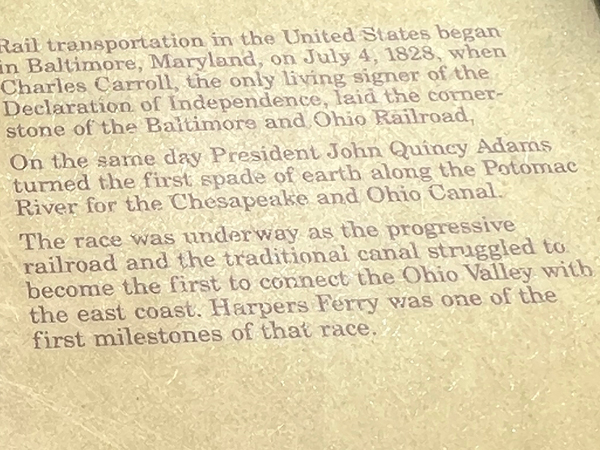 Rail transportation in the United States began
in Baltimore, Maryland, on July 4, 1828, when
Charles Carroll, the only living signer of the
Declaration of Independence, laid the corner-
stone of the Baltimore and Ohio Railroad,
On the same day President John Quincy Adams
turned the first spade of earth along the Potomac
River for the Chesapeake and Ohio Canal.
The race was underway as the progressive
railroad and the traditional canal struggled to
become the first to connect the Ohio Valley with
the east coast. Harpers Ferry was one of the
first milestones of that race.